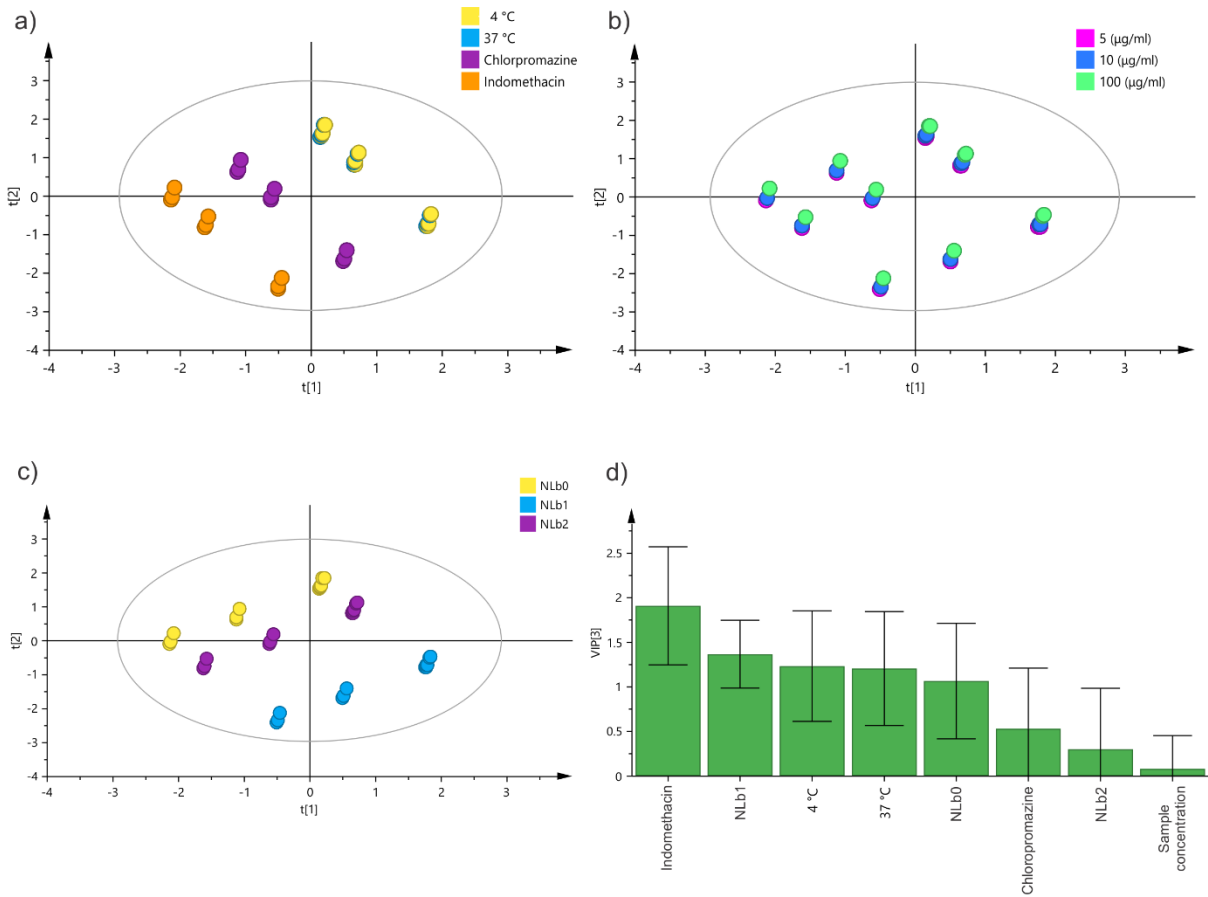 a)
4 °C
37 °C
Chlorpromazine
Indomethacin
3
2
1
0
-1
-2
-3
-4
t[2]
-4 -3 -2 -1 0 1 2 3
t[1]
b)
5 (µg/ml)
10 (µg/ml)
100 (µg/ml)
3
2
1
0
-1
-2
-3
-4
t[2]
-4 -3 -2 -1 0 1 2 3
t[1]
c)
NLb0
NLb1
NLb2
3
2
1
0
-1
-2
-3
-4
t[2]
-4 -3 -2 -1 0 1 2 3
t[1]
d)
2.5
2
1.5
1
0.5
0
VIP[3]
Indomethacin
NLb1
4 °C
37 °C
NLb0
Chloropromazine
NLb2
Sample
concentration